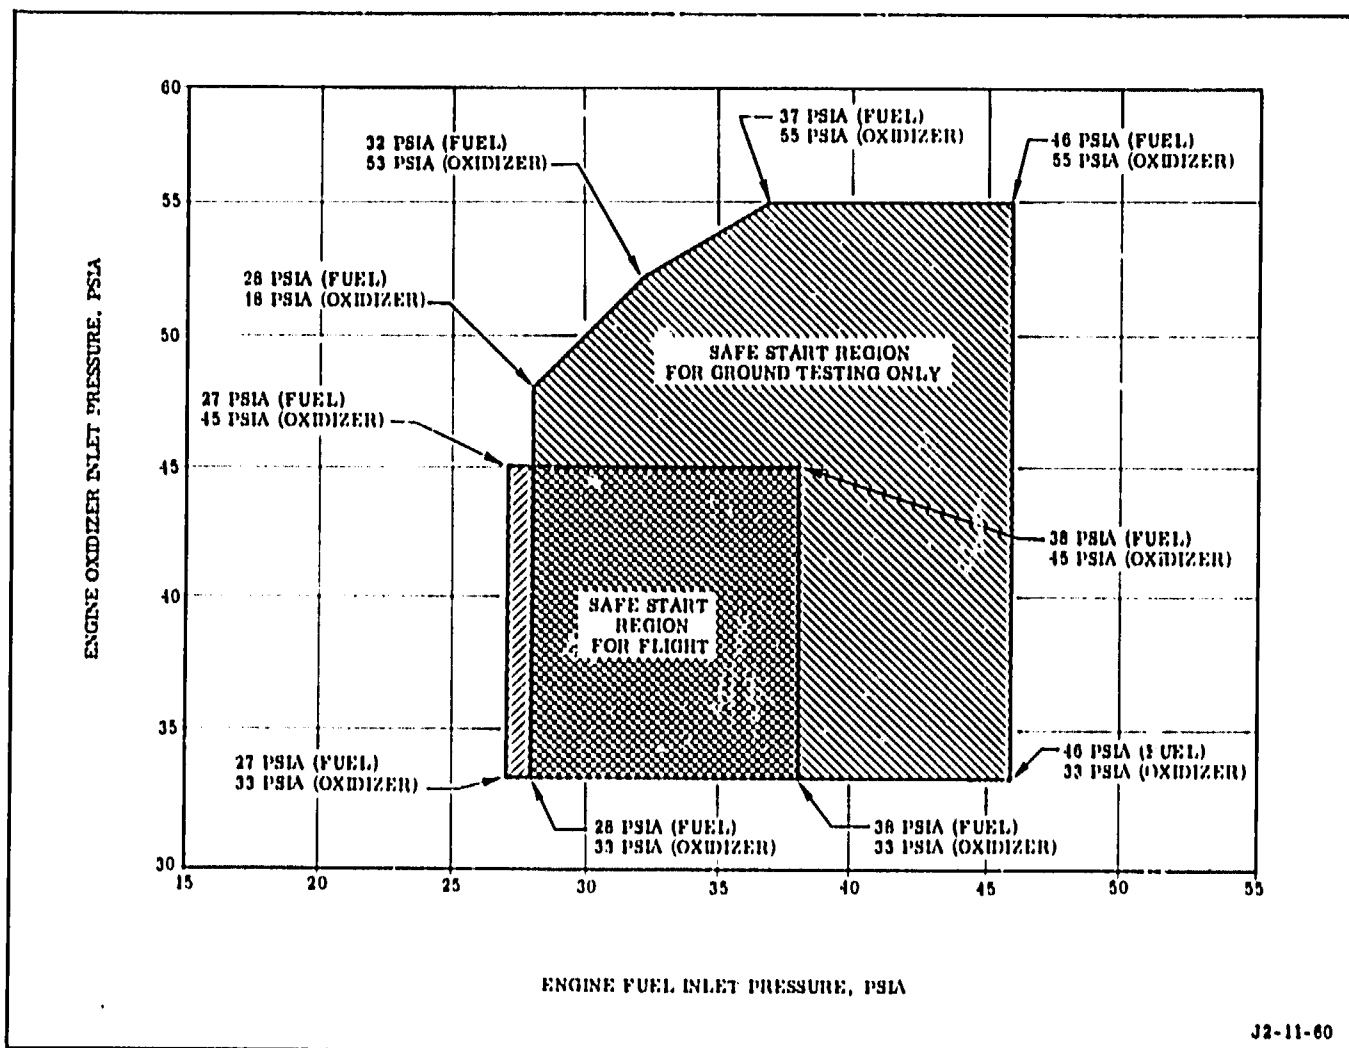 60
55
50
45
40
35
30
15
20
25
30
35
40
45
50
55
ENGINE OXIDIZER INLET PRESSURE, PSIA
ENGINE FUEL INLET PRESSURE, PSIA
32 PSIA (FUEL)
53 PSIA (OXIDIZER)
37 PSIA (FUEL)
55 PSIA (OXIDIZER)
46 PSIA (FUEL)
55 PSIA (OXIDIZER)
28 PSIA (FUEL)
18 PSIA (OXIDIZER)
SAFE START REGION
FOR GROUND TESTING ONLY
27 PSIA (FUEL)
45 PSIA (OXIDIZER)
38 PSIA (FUEL)
45 PSIA (OXIDIZER)
SAFE START
REGION
FOR FLIGHT
27 PSIA (FUEL)
33 PSIA (OXIDIZER)
28 PSIA (FUEL)
33 PSIA (OXIDIZER)
38 PSIA (FUEL)
33 PSIA (OXIDIZER)
46 PSIA (FUEL)
33 PSIA (OXIDIZER)
J2-11-60